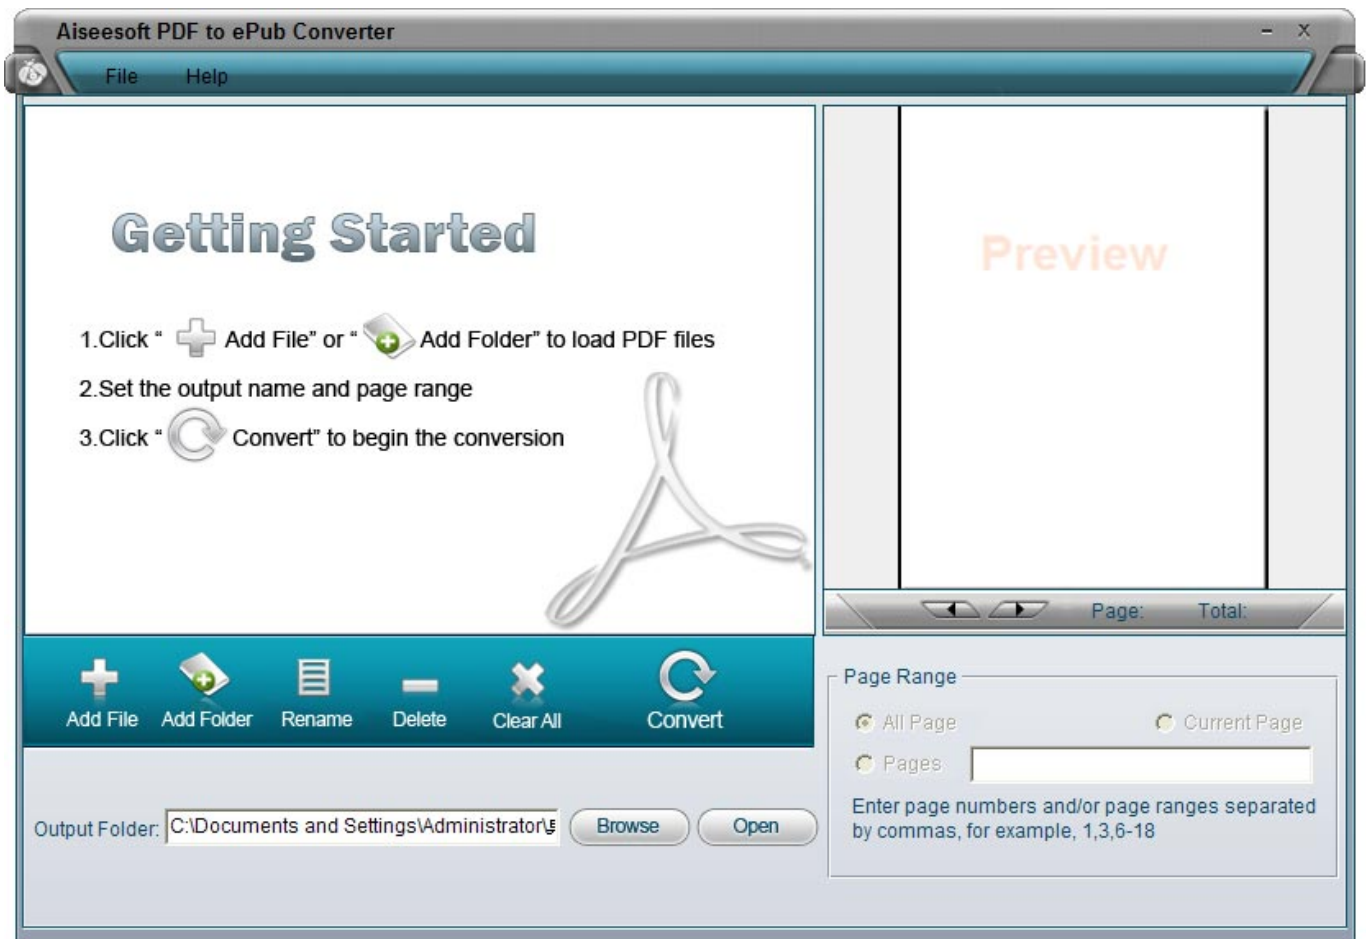 Aiseesoft PDF to ePub Converter
File Help
Getting Started
1.Click “ Add File” or “ Add Folder” to load PDF files
2.Set the output name and page range
3.Click “ Convert” to begin the conversion
Preview
Page: Total:
Add File Add Folder Rename Delete Clear All Convert
Output Folder: C:\Documents and Settings\Administrator\
Browse Open
Page Range
All Page Current Page
Pages
Enter page numbers and/or page ranges separated
by commas, for example, 1,3,6-18